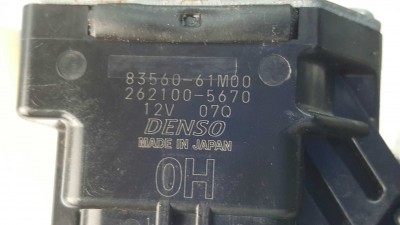 83560-61M00
262100-5670
12V 07Q
DENSO
MADE IN JAPAN
0H